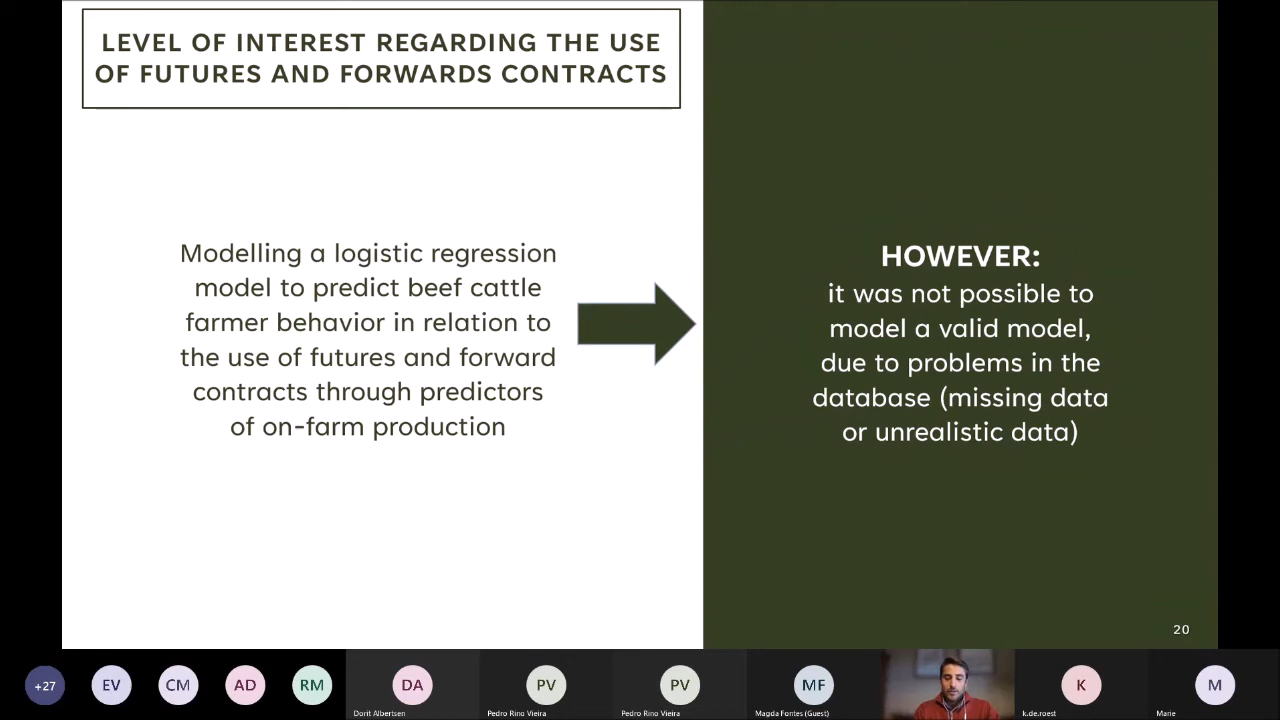 LEVEL OF INTEREST REGARDING THE USE
OF FUTURES AND FORWARDS CONTRACTS
Modelling a logistic regression
model to predict beef cattle
farmer behavior in relation to
the use of futures and forward
contracts through predictors
of on-farm production
HOWEVER:
it was not possible to
model a valid model,
due to problems in the
database (missing data
or unrealistic data)
20
+27
EV
CM
AD
RM
DA
PV
PV
MF
K
M
Dorit Albertsen
Pedro Rino Vieira
Pedro Rino Vieira
Magda Fontes (Guest)
k.de.roest
Marie